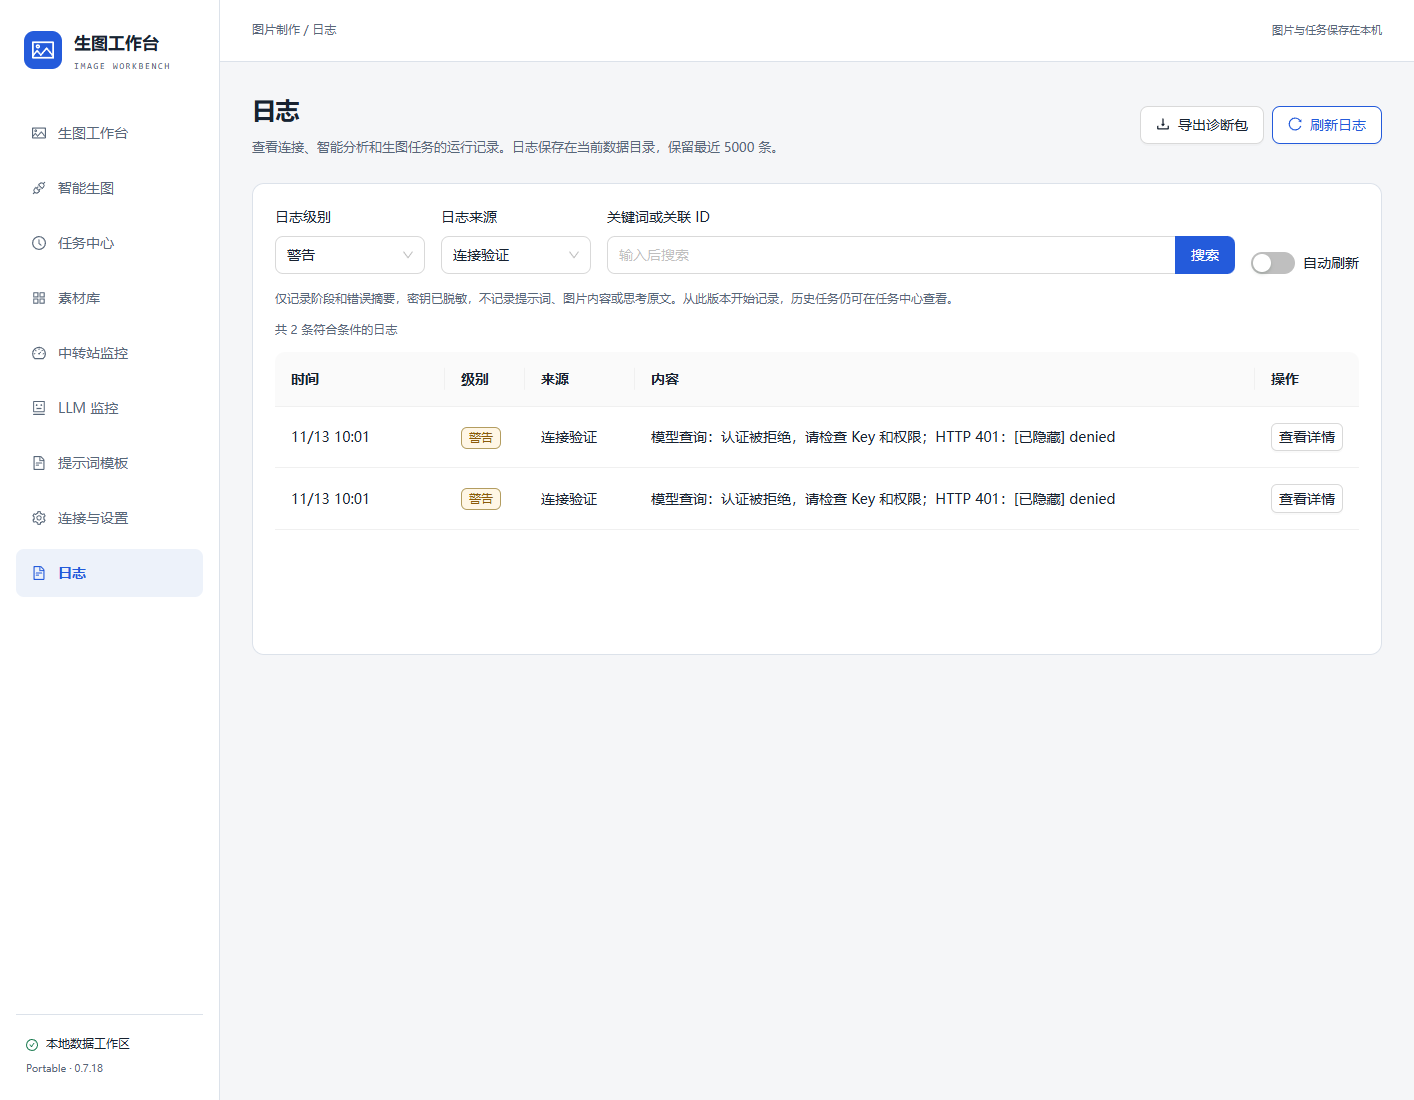 生图工作台
IMAGE WORKBENCH
生图工作台
智能生图
任务中心
素材库
中转站监控
LLM 监控
提示词模板
连接与设置
日志
本地数据工作区
Portable · 0.7.18
图片制作 / 日志
图片与任务保存在本机
日志
查看连接、智能分析和生图任务的运行记录。日志保存在当前数据目录，保留最近 5000 条。
导出诊断包
刷新日志
日志级别
日志来源
关键词或关联 ID
警告
连接验证
输入后搜索
搜索
自动刷新
仅记录阶段和错误摘要，密钥已脱敏，不记录提示词、图片内容或思考原文。从此版本开始记录，历史任务仍可在任务中心查看。
共 2 条符合条件的日志
时间 级别 来源 内容 操作
11/13 10:01 警告 连接验证 模型查询：认证被拒绝，请检查 Key 和权限；HTTP 401：[已隐藏] denied 查看详情
11/13 10:01 警告 连接验证 模型查询：认证被拒绝，请检查 Key 和权限；HTTP 401：[已隐藏] denied 查看详情